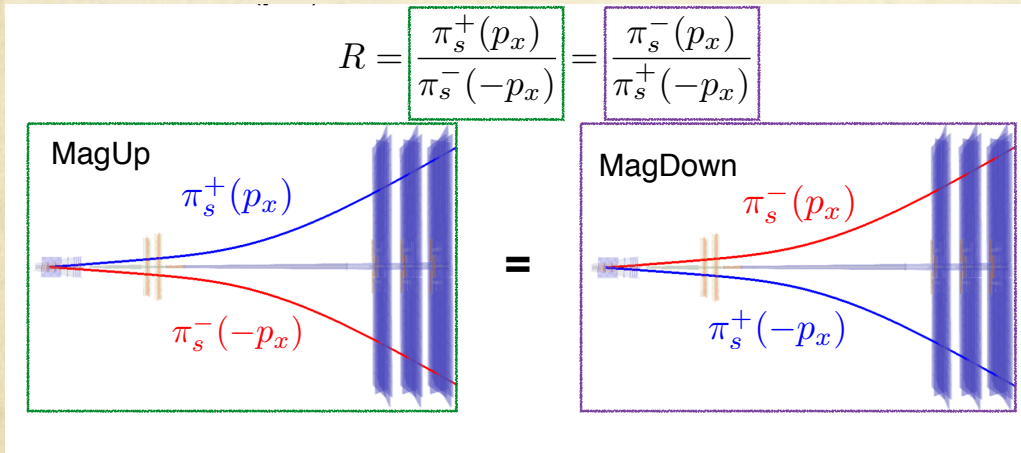 R = π_s^+(p_x) / π_s^-(-p_x) = π_s^-(p_x) / π_s^+(-p_x)
MagUp
MagDown
π_s^+(p_x)
π_s^-(p_x)
=
π_s^-(-p_x)
π_s^+(-p_x)